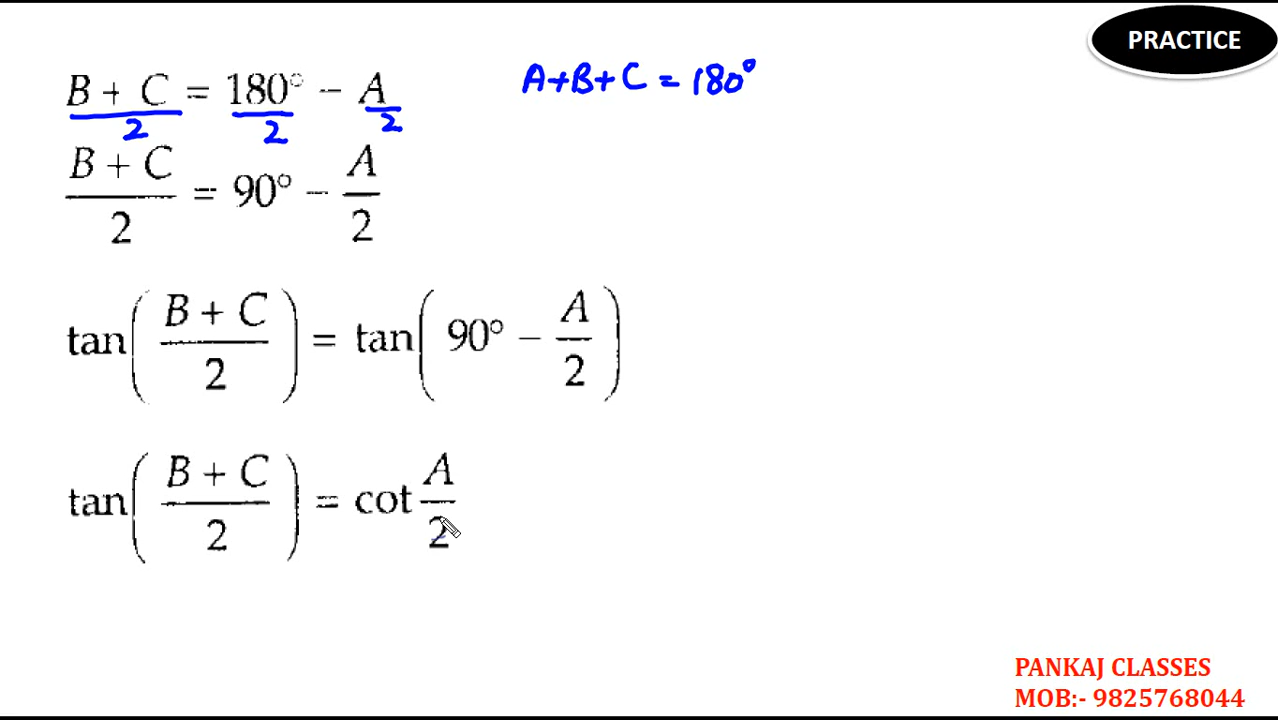 PRACTICE
B + C = 180° − A A+B+C = 180°
2 2 2
B + C / 2 = 90° − A / 2
tan( B + C / 2 ) = tan( 90° − A / 2 )
tan( B + C / 2 ) = cot A / 2
PANKAJ CLASSES
MOB:- 9825768044